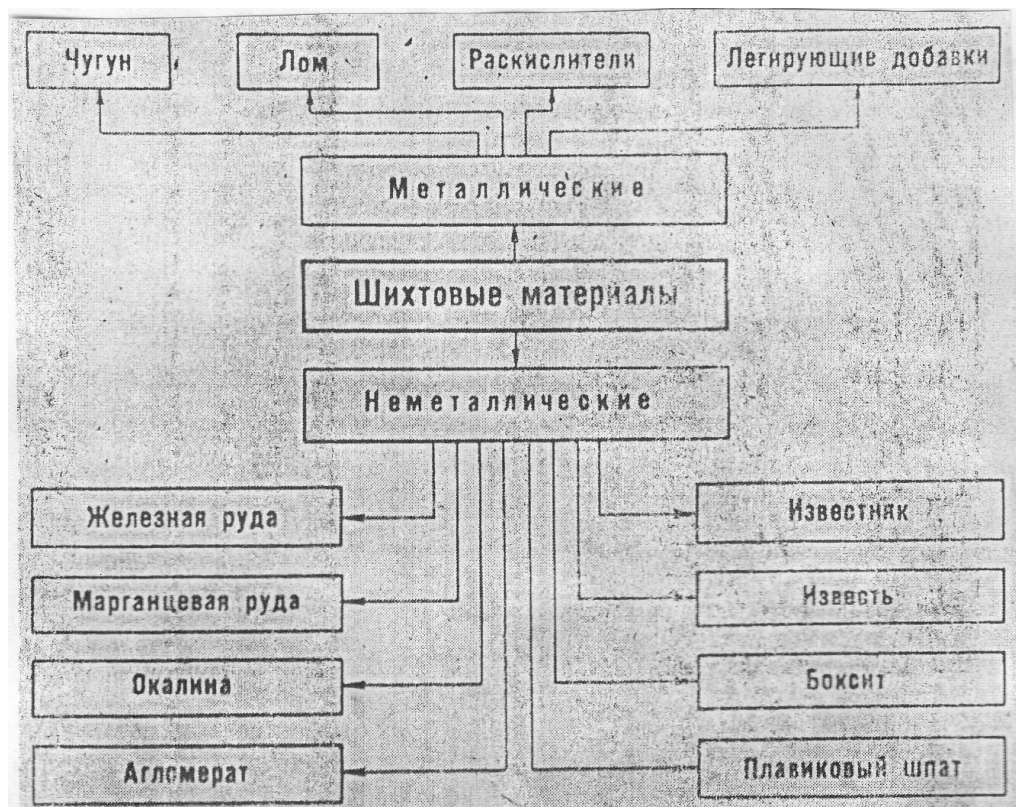 Чугун
Лом
Раскислители
Легирующие добавки
Металлические
Шихтовые материалы
Неметаллические
Железная руда
Известняк
Марганцевая руда
Известь
Окалина
Боксит
Агломерат
Плавиковый шпат